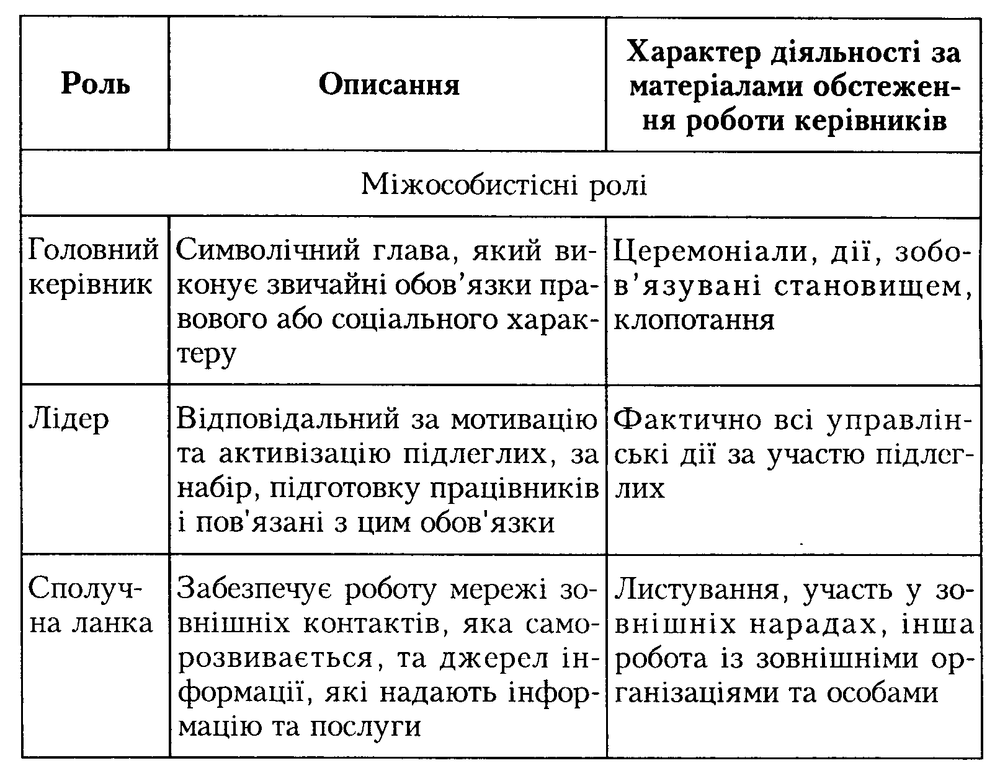 Роль
Описання
Характер діяльності за
матеріалами обстежен-
ня роботи керівників
Міжособистісні ролі
Головний
керівник
Символічний глава, який ви-
конує звичайні обов’язки пра-
вового або соціального харак-
теру
Церемоніали, дії, зобо-
в’язувані становищем,
клопотання
Лідер
Відповідальний за мотивацію
та активізацію підлеглих, за
набір, підготовку працівників
і пов'язані з цим обов'язки
Фактично всі управлін-
ські дії за участю підлег-
лих
Сполуч-
на ланка
Забезпечує роботу мережі зо-
внішніх контактів, яка само-
розвивається, та джерел ін-
формації, які надають інфор-
мацію та послуги
Листування, участь у зо-
внішніх нарадах, інша
робота із зовнішніми ор-
ганізаціями та особами